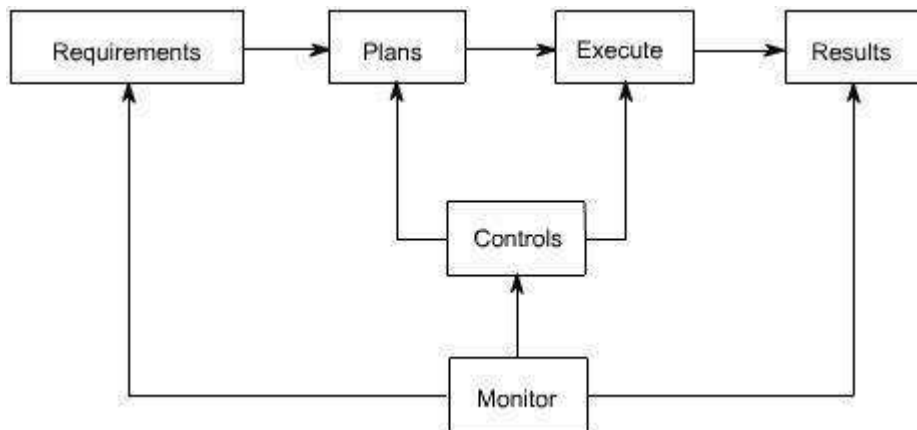 Requirements
Plans
Execute
Results
Controls
Monitor